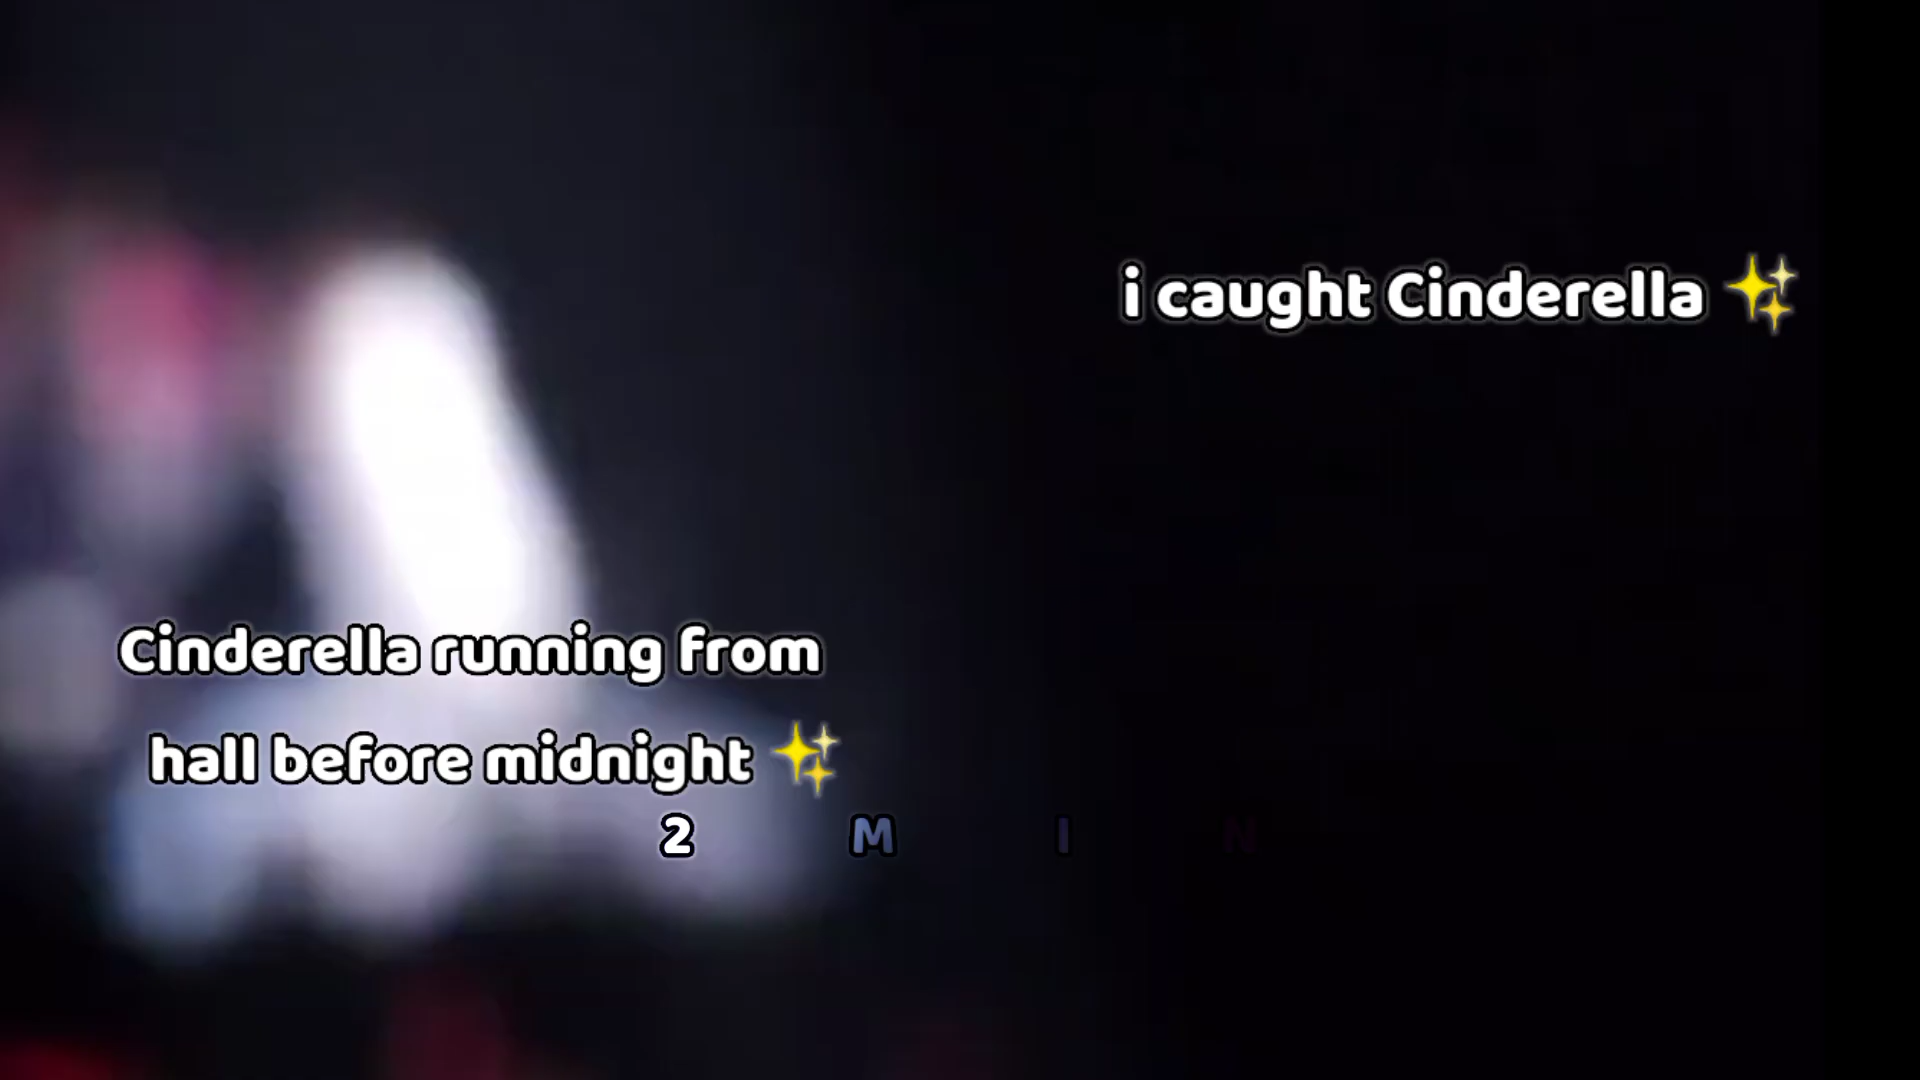 i caught Cinderella ✨
Cinderella running from
hall before midnight ✨
2 M I N